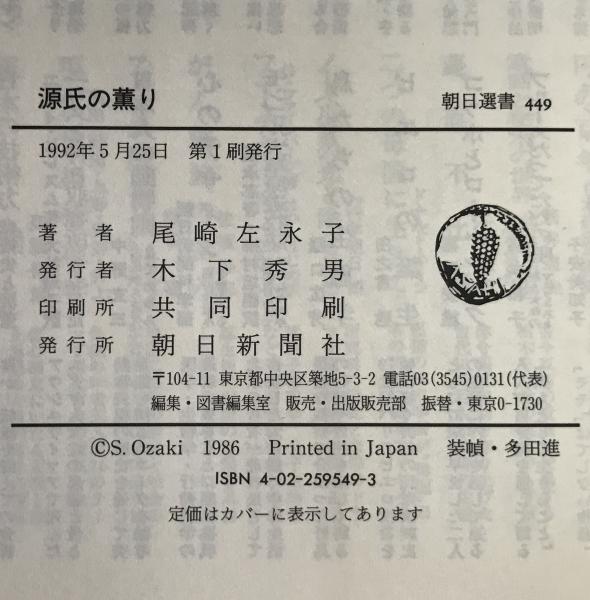 源氏の薫り 朝日選書 449
1992年5月25日 第1刷発行
著者 尾崎左永子
発行者 木下秀男
印刷所 共同印刷
発行所 朝日新聞社
〒104-11 東京都中央区築地5-3-2 電話03(3545)0131(代表)
編集・図書編集室 販売・出版販売部 振替・東京0-1730
©S. Ozaki 1986 Printed in Japan 装幀・多田進
ISBN 4-02-259549-3
定価はカバーに表示してあります